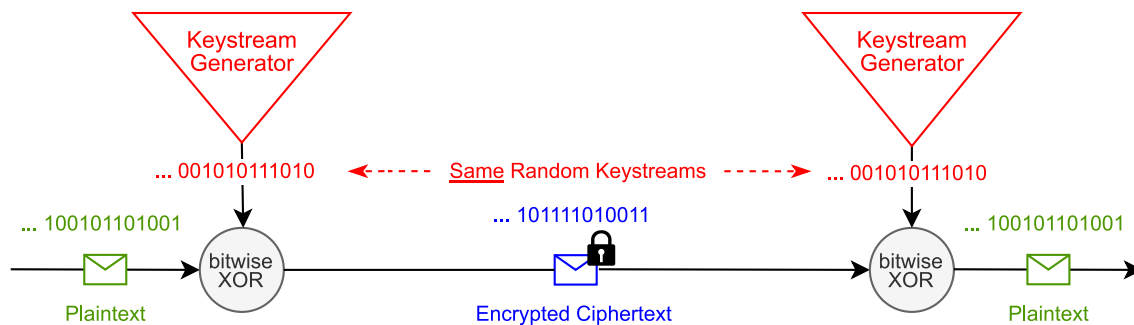 Keystream
Generator
Keystream
Generator
... 001010111010
Same Random Keystreams
... 001010111010
... 100101101001
... 101111010011
... 100101101001
bitwise
XOR
bitwise
XOR
Plaintext
Encrypted Ciphertext
Plaintext